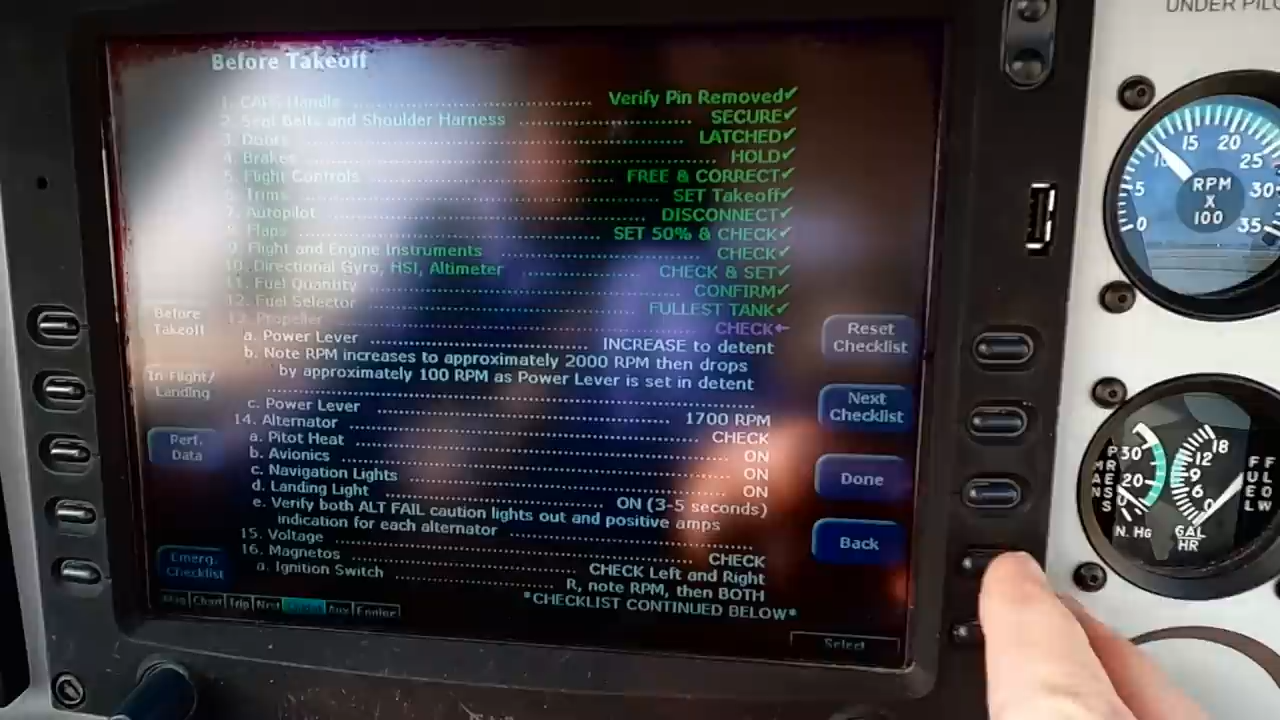 UNDER PILO
Before Takeoff
1. CAPS Handle ........ Verify Pin Removed✓
2. Seat Belts and Shoulder Harness ........ SECURE✓
3. Doors ........ LATCHED✓
4. Brakes ........ HOLD✓
5. Flight Controls ........ FREE & CORRECT✓
6. Trims ........ SET Takeoff✓
7. Autopilot ........ DISCONNECT✓
8. Flaps ........ SET 50% & CHECK✓
9. Flight and Engine Instruments ........ CHECK✓
10. Directional Gyro, HSI, Altimeter ........ CHECK & SET✓
11. Fuel Quantity ........ CONFIRM✓
12. Fuel Selector ........ FULLEST TANK✓
13. Propeller ........ CHECK←
a. Power Lever ........ INCREASE to detent
b. Note RPM increases to approximately 2000 RPM then drops
by approximately 100 RPM as Power Lever is set in detent
c. Power Lever ........ 1700 RPM
14. Alternator ........ CHECK
a. Pitot Heat ........ ON
b. Avionics ........ ON
c. Navigation Lights ........ ON
d. Landing Light ........ ON (3-5 seconds)
e. Verify both ALT FAIL caution lights out and positive amps
indication for each alternator ........
15. Voltage ........ CHECK
16. Magnetos ........ CHECK Left and Right
a. Ignition Switch ........ R, note RPM, then BOTH
*CHECKLIST CONTINUED BELOW*
Before
Takeoff
In-Flight/
Landing
Perf.
Data
Emerg.
Checklist
Reset
Checklist
Next
Checklist
Done
Back
Map Chart Trip Nrst Aux Engine
Select
0 5 10 15 20 25 30 35
RPM
X
100
30
20
N. HG
MAN
PRESS
18
12
9
6
0
GAL
HR
FUEL
FLOW